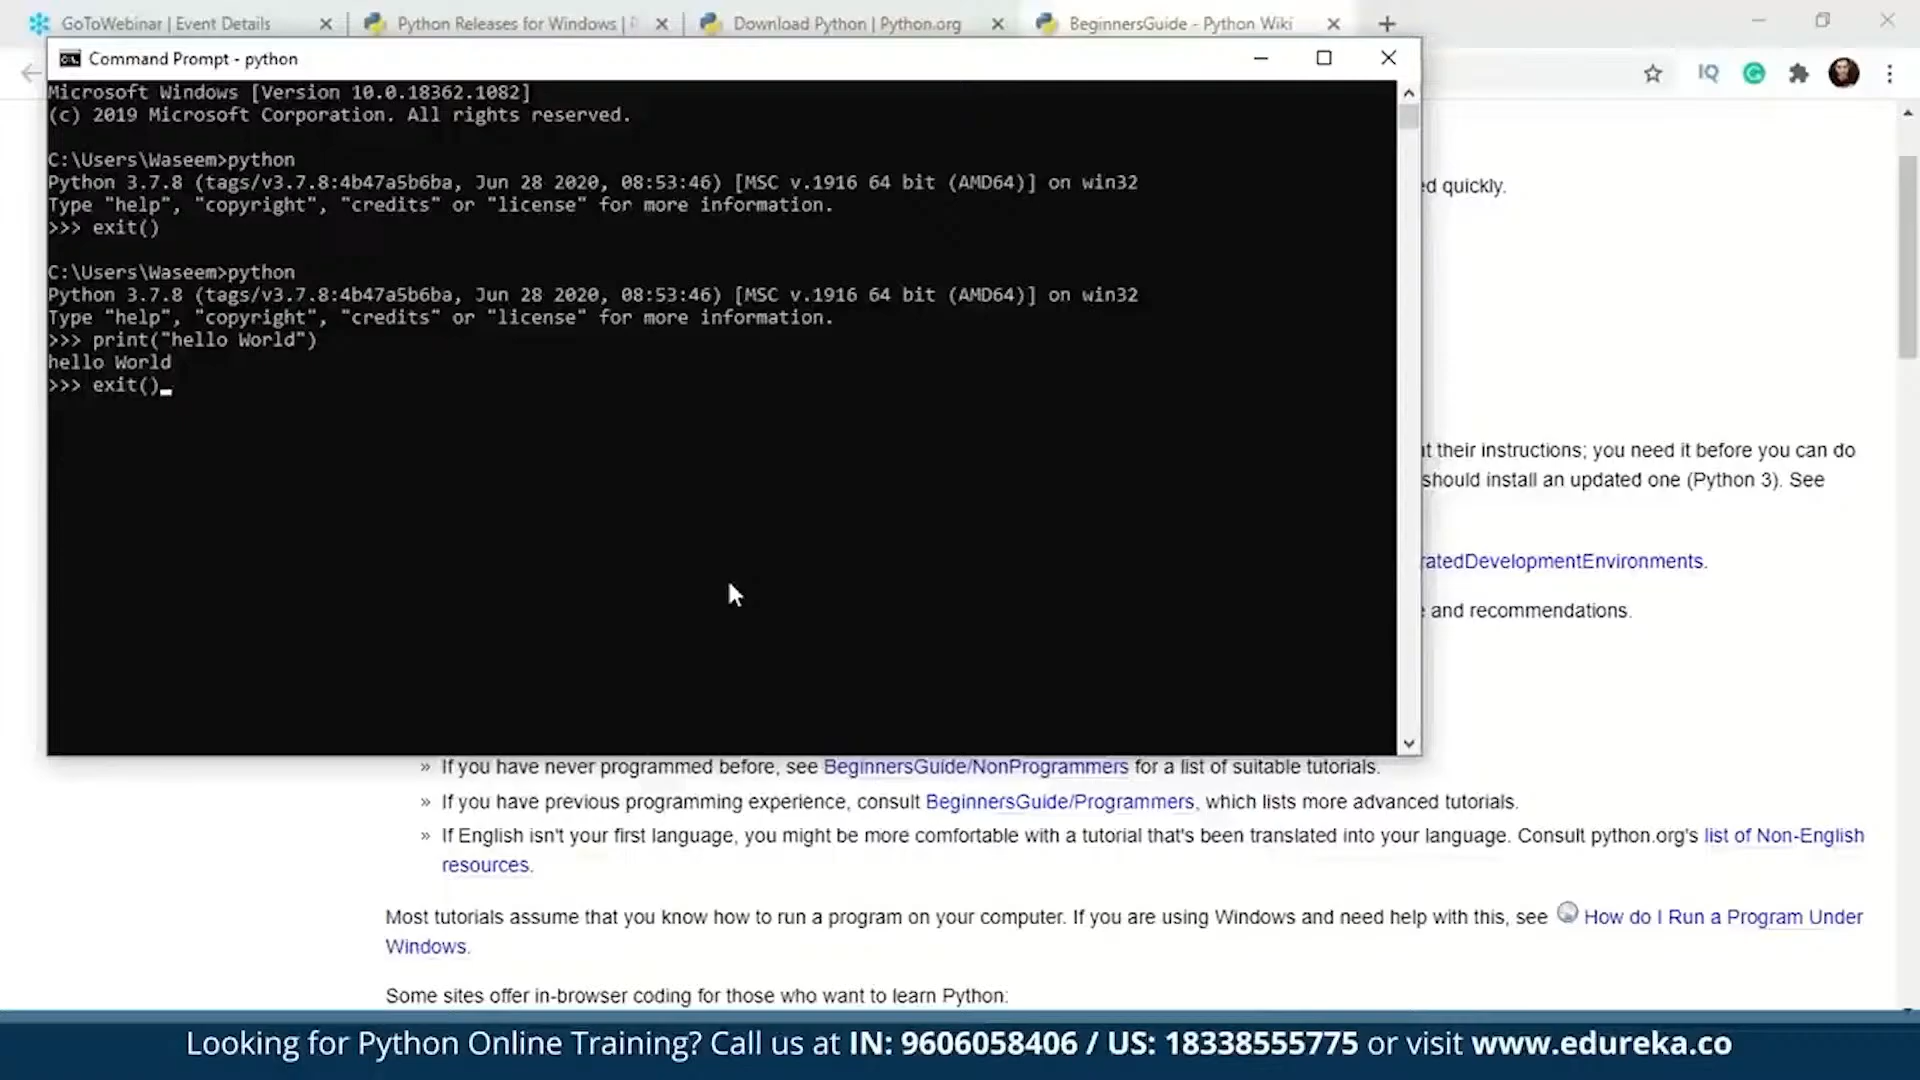 GoToWebinar | Event Details
Python Releases for Windows |
Download Python | Python.org
BeginnersGuide - Python Wiki
Command Prompt - python
IQ
Microsoft Windows [Version 10.0.18362.1082]
(c) 2019 Microsoft Corporation. All rights reserved.
C:\Users\Waseem>python
Python 3.7.8 (tags/v3.7.8:4b47a5b6ba, Jun 28 2020, 08:53:46) [MSC v.1916 64 bit (AMD64)] on win32
Type "help", "copyright", "credits" or "license" for more information.
>>> exit()
C:\Users\Waseem>python
Python 3.7.8 (tags/v3.7.8:4b47a5b6ba, Jun 28 2020, 08:53:46) [MSC v.1916 64 bit (AMD64)] on win32
Type "help", "copyright", "credits" or "license" for more information.
>>> print("hello World")
hello World
>>> exit()
ed quickly.
their instructions; you need it before you can do
should install an updated one (Python 3). See
ratedDevelopmentEnvironments.
and recommendations.
» If you have never programmed before, see BeginnersGuide/NonProgrammers for a list of suitable tutorials.
» If you have previous programming experience, consult BeginnersGuide/Programmers, which lists more advanced tutorials.
» If English isn't your first language, you might be more comfortable with a tutorial that's been translated into your language. Consult python.org's list of Non-English
resources.
Most tutorials assume that you know how to run a program on your computer. If you are using Windows and need help with this, see How do I Run a Program Under
Windows.
Some sites offer in-browser coding for those who want to learn Python:
Looking for Python Online Training? Call us at IN: 9606058406 / US: 18338555775 or visit www.edureka.co